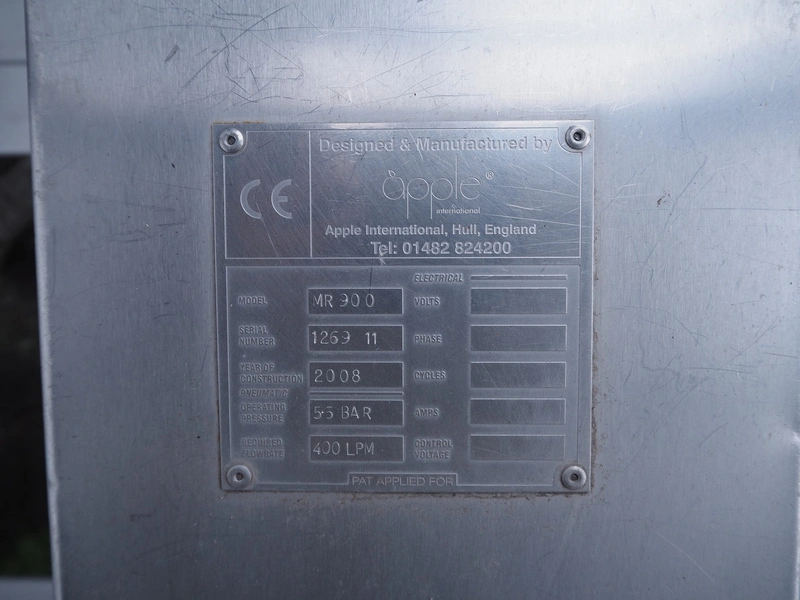 CE
Designed & Manufactured by
apple®
international
Apple International, Hull, England
Tel: 01482 824200
ELECTRICAL
MODEL MR 900 VOLTS
SERIAL NUMBER 1269 11 PHASE
YEAR OF CONSTRUCTION 2008 CYCLES
PNEUMATIC
OPERATING PRESSURE 5·5 BAR AMPS
REQUIRED FLOWRATE 400 LPM CONTROL VOLTAGE
PAT APPLIED FOR